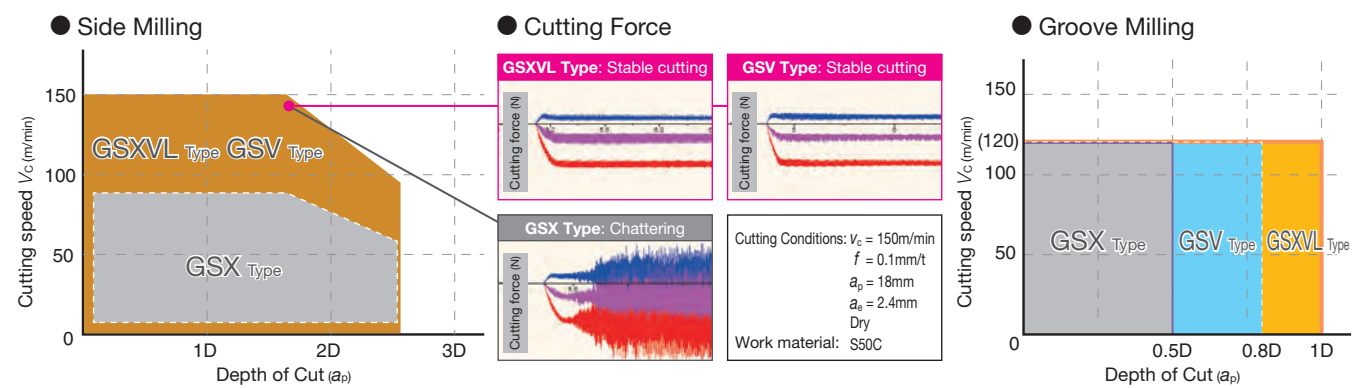 ● Side Milling
Cutting speed Vc (m/min)
150
100
50
0
GSXVL Type GSV Type
GSX Type
1D 2D 3D
Depth of Cut (ap)
● Cutting Force
GSXVL Type: Stable cutting
Cutting force (N)
GSV Type: Stable cutting
Cutting force (N)
GSX Type: Chattering
Cutting force (N)
Cutting Conditions: vc = 150m/min
f = 0.1mm/t
ap = 18mm
ae = 2.4mm
Dry
Work material: S50C
● Groove Milling
Cutting speed Vc (m/min)
150
(120)
100
50
0
GSX Type GSV Type GSXVL Type
0.5D 0.8D 1D
Depth of Cut (ap)